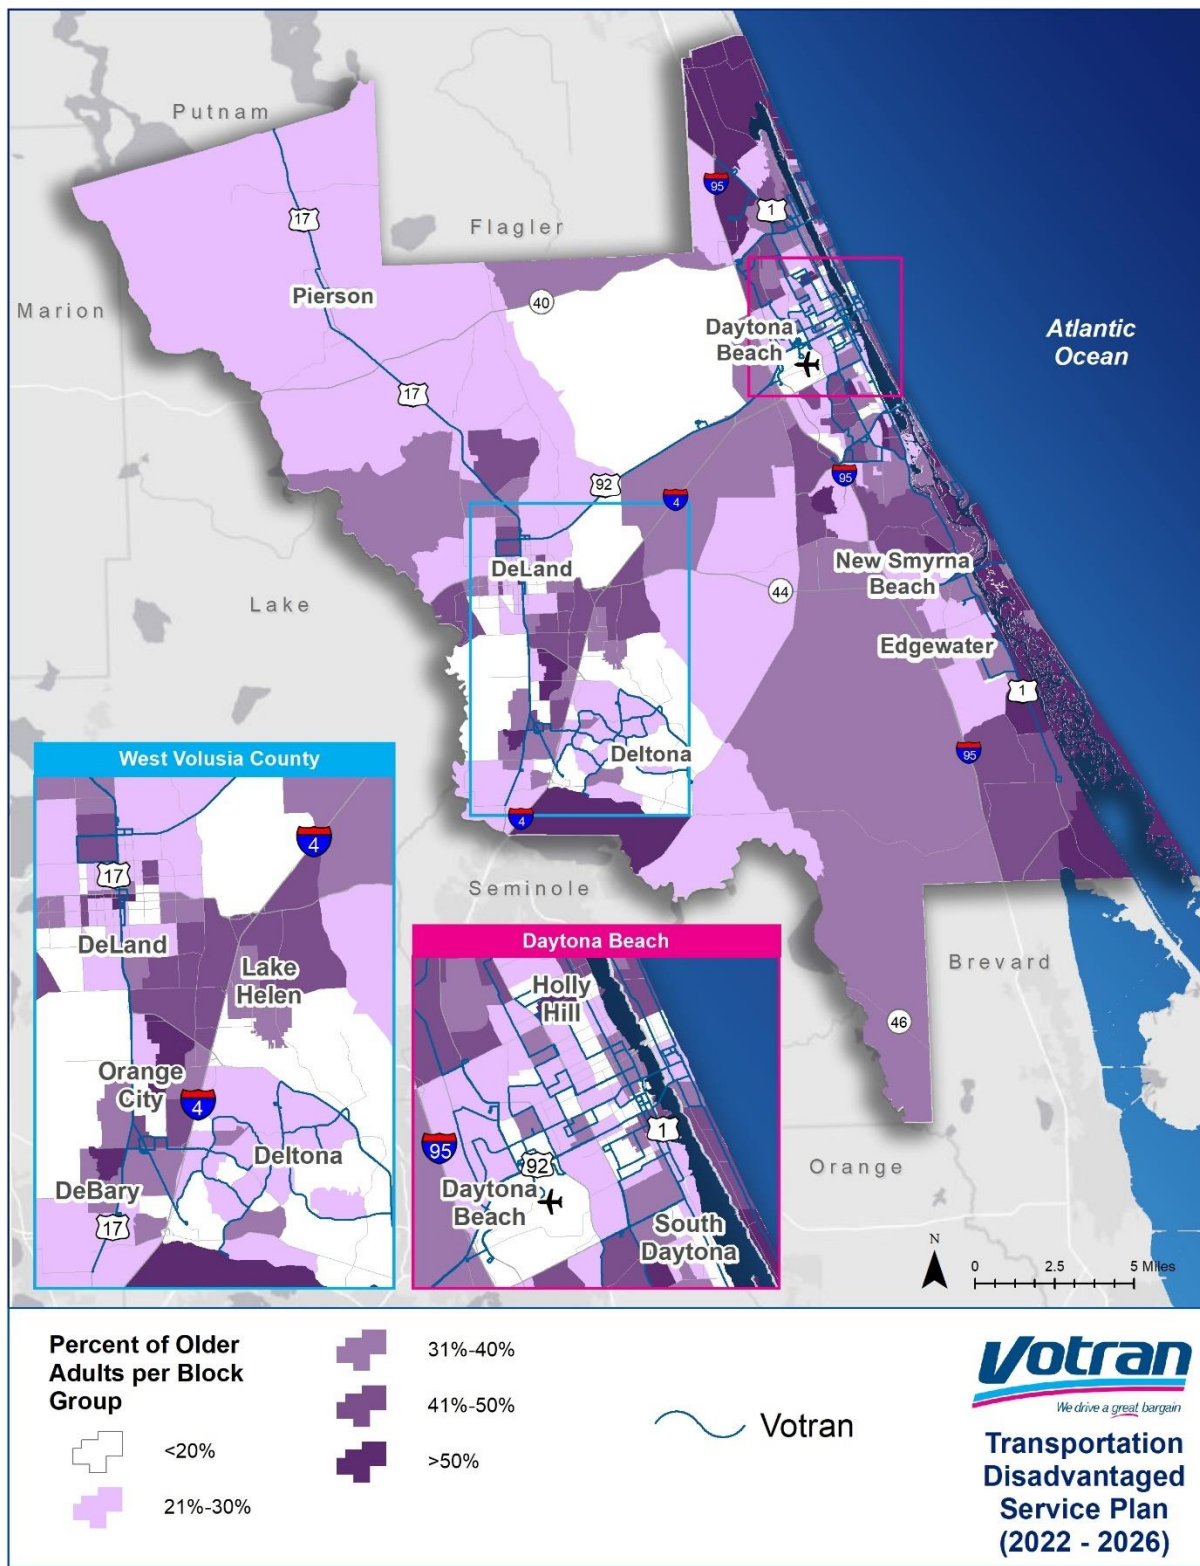 Putnam
95
1
17
Flagler
Pierson
Marion
40
Daytona
Beach
Atlantic
Ocean
17
92
95
4
DeLand
New Smyrna
Beach
44
Lake
Edgewater
1
95
Deltona
4
Seminole
Brevard
46
Orange
West Volusia County
4
17
DeLand
Lake
Helen
Orange
City
4
Deltona
DeBary
17
Daytona Beach
Holly
Hill
1
95
92
Daytona
Beach
South
Daytona
N
0 2.5 5 Miles
Percent of Older
Adults per Block
Group
<20%
21%-30%
31%-40%
41%-50%
>50%
Votran
Votran
We drive a great bargain
Transportation
Disadvantaged
Service Plan
(2022 - 2026)